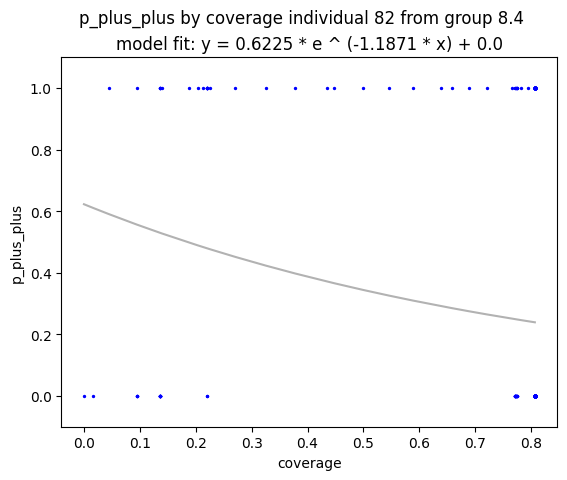 p_plus_plus by coverage individual 82 from group 8.4
model fit: y = 0.6225 * e ^ (-1.1871 * x) + 0.0
1.0
0.8
0.6
0.4
0.2
0.0
p_plus_plus
0.0 0.1 0.2 0.3 0.4 0.5 0.6 0.7 0.8
coverage